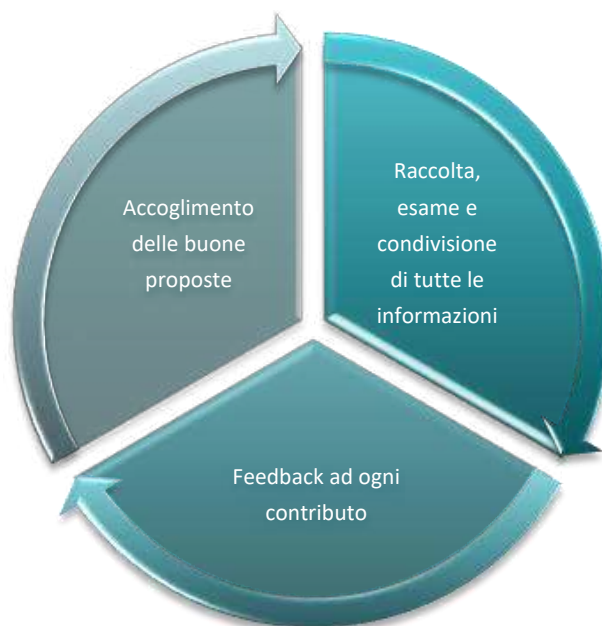 Raccolta,
esame e
condivisione
di tutte le
informazioni
Feedback ad ogni
contributo
Accoglimento
delle buone
proposte